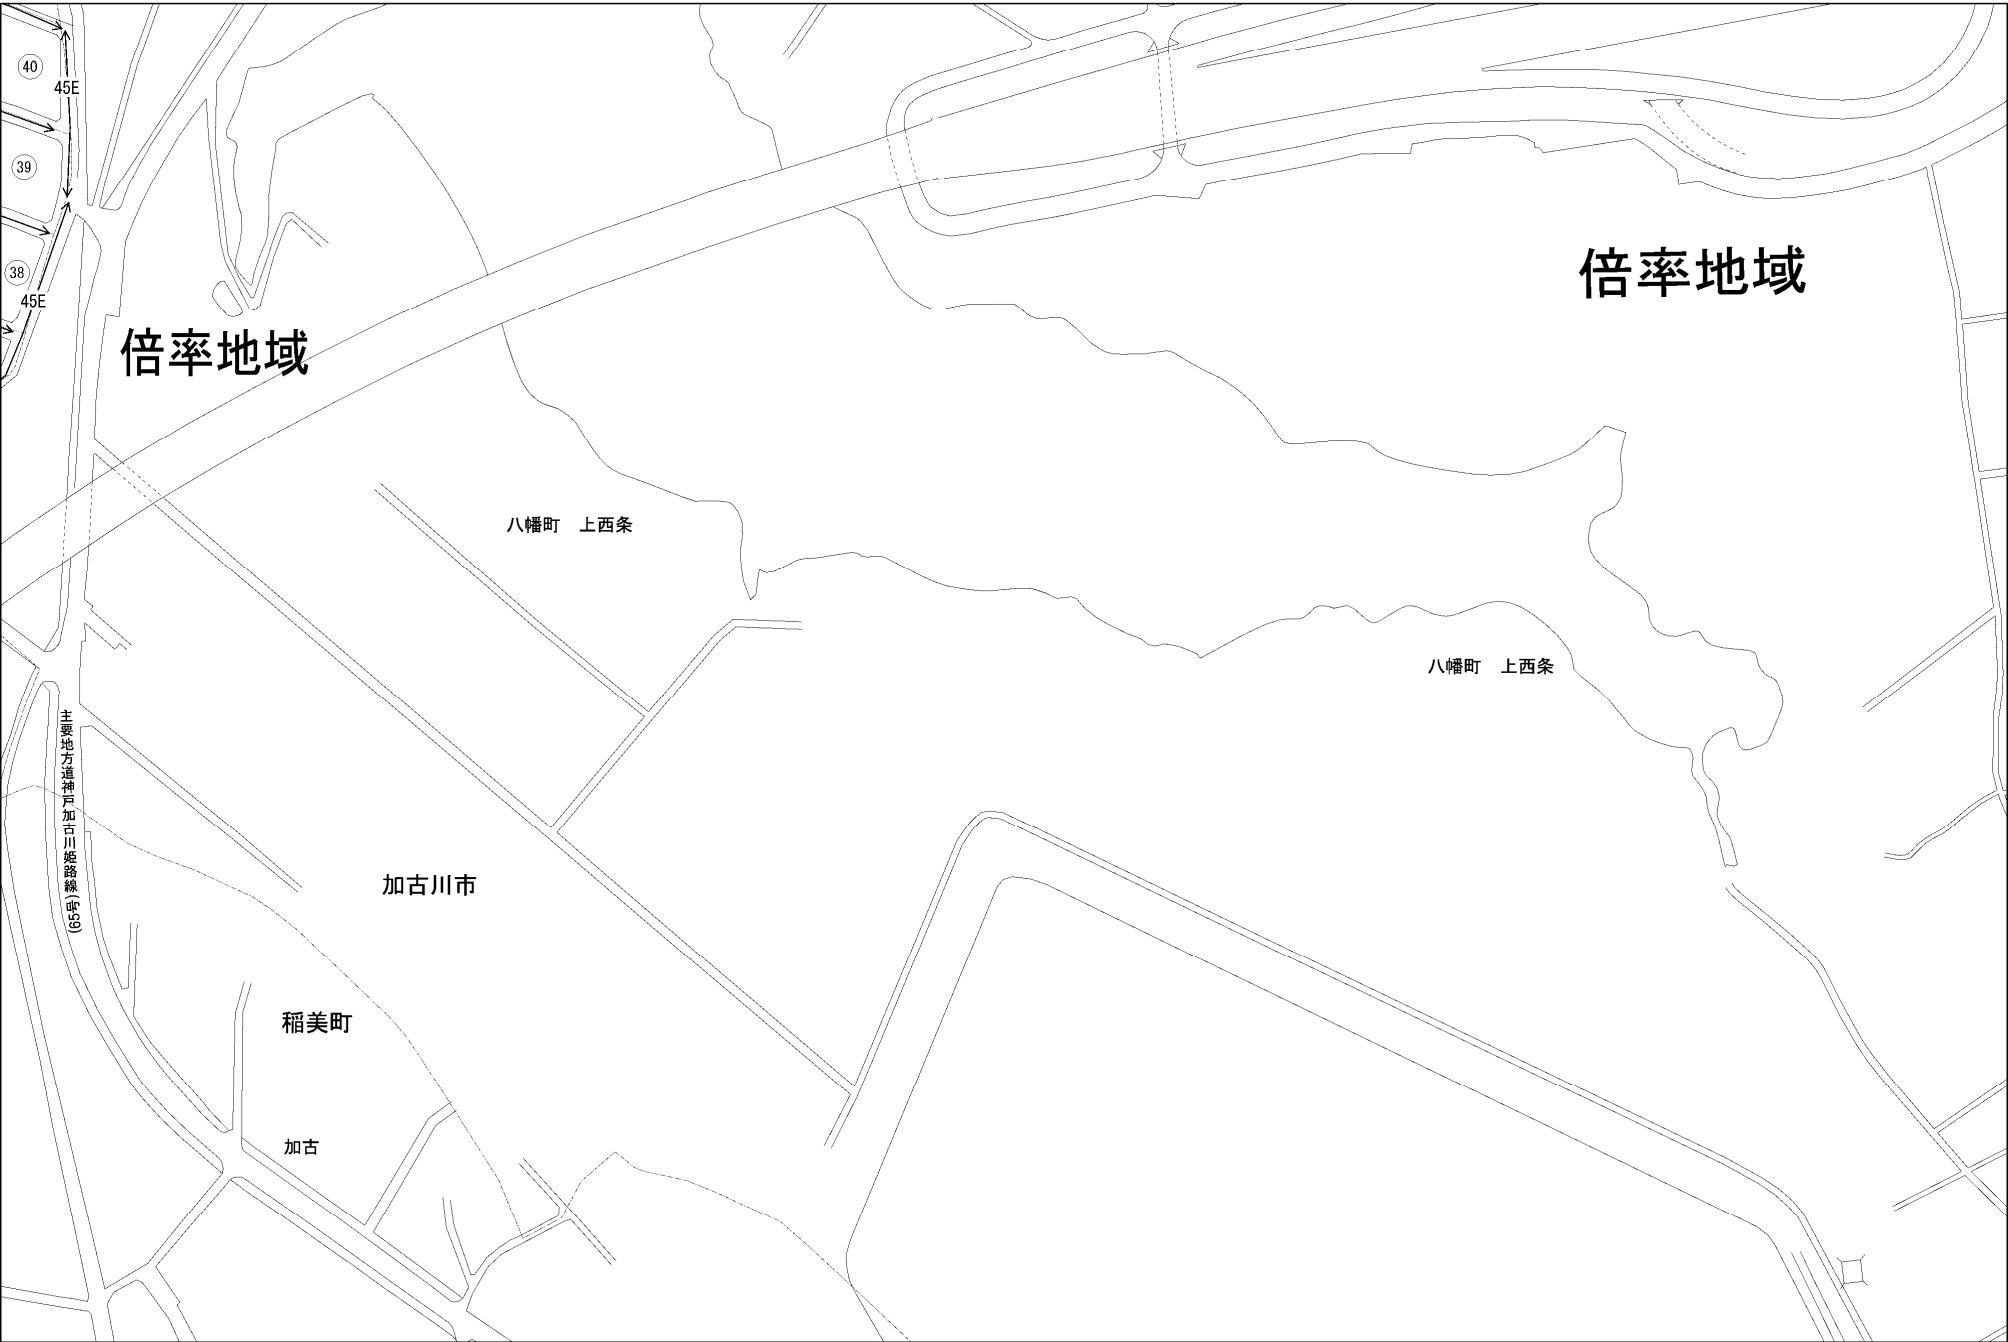 40
45E
39
38
45E
倍率地域
倍率地域
八幡町　上西条
八幡町　上西条
主要地方道神戸加古川姫路線(65号)
加古川市
稲美町
加古